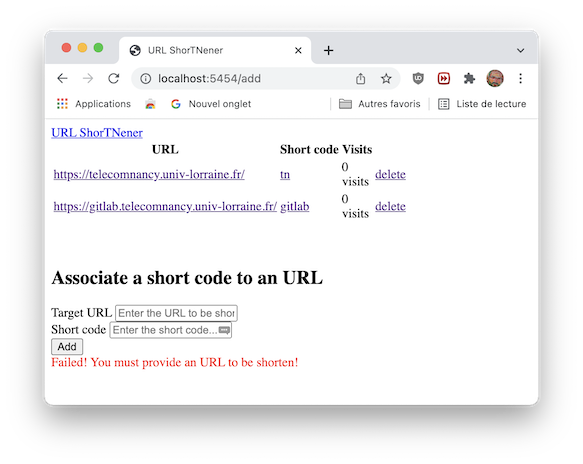 URL ShorTNener
localhost:5454/add
Applications
Nouvel onglet
Autres favoris
Liste de lecture
URL ShorTNener
URL Short code Visits
https://telecomnancy.univ-lorraine.fr/ tn 0 visits delete
https://gitlab.telecomnancy.univ-lorraine.fr/ gitlab 0 visits delete
Associate a short code to an URL
Target URL Enter the URL to be shor
Short code Enter the short code...
Add
Failed! You must provide an URL to be shorten!